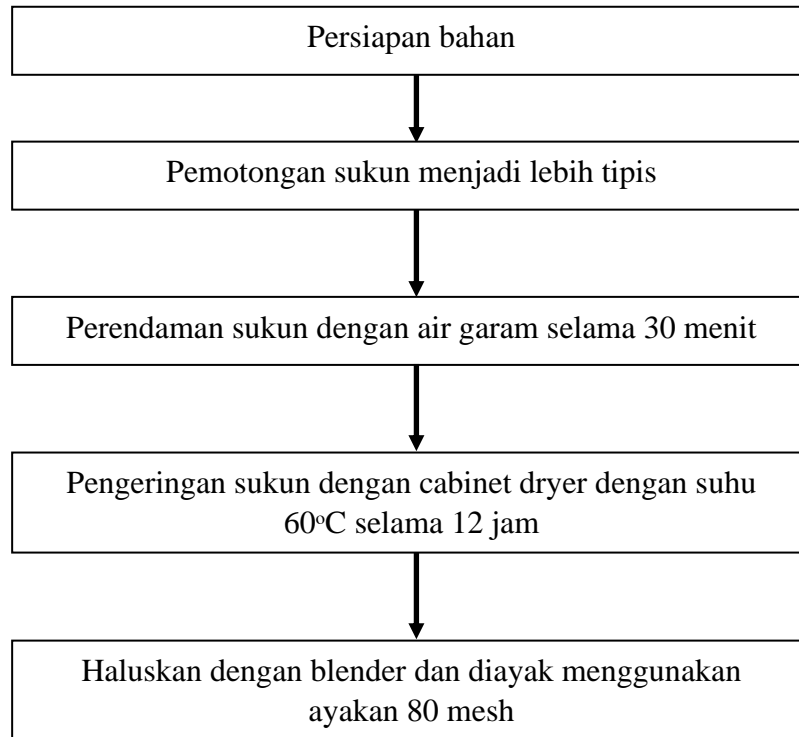 Persiapan bahan
Pemotongan sukun menjadi lebih tipis
Perendaman sukun dengan air garam selama 30 menit
Pengeringan sukun dengan cabinet dryer dengan suhu
60°C selama 12 jam
Haluskan dengan blender dan diayak menggunakan
ayakan 80 mesh